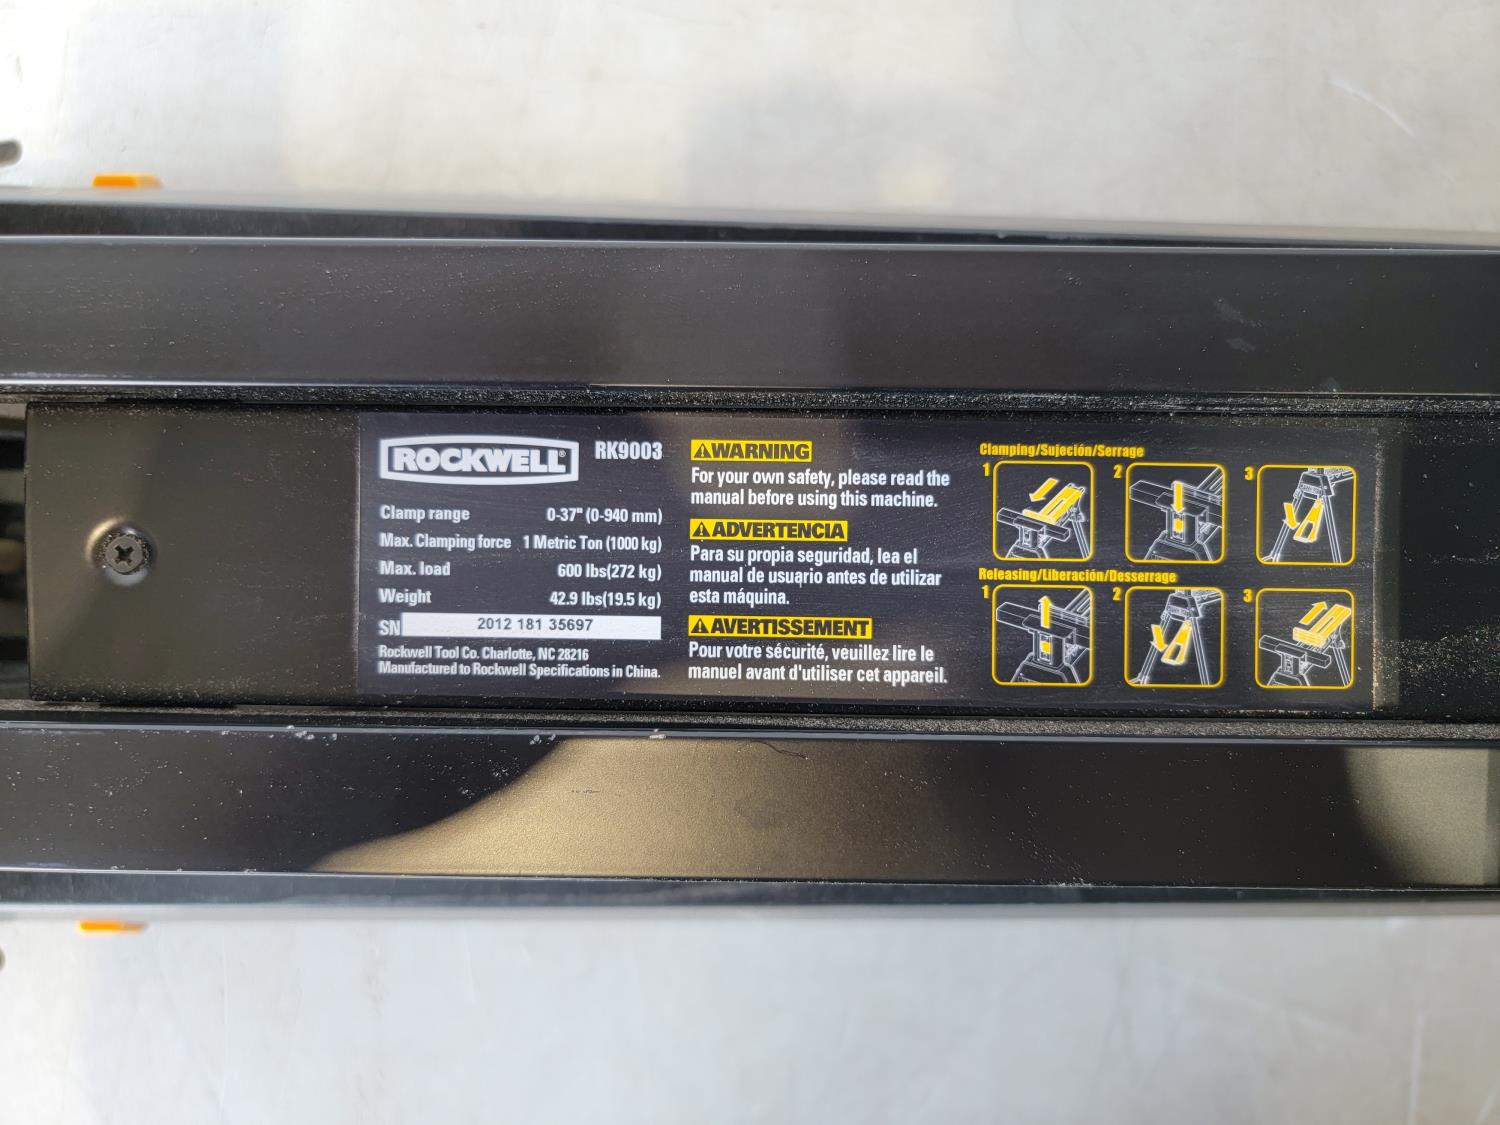 ROCKWELL® RK9003
Clamp range 0-37" (0-940 mm)
Max. Clamping force 1 Metric Ton (1000 kg)
Max. load 600 lbs(272 kg)
Weight 42.9 lbs(19.5 kg)
SN 2012 181 35697
Rockwell Tool Co. Charlotte, NC 28216
Manufactured to Rockwell Specifications in China.
WARNING
For your own safety, please read the
manual before using this machine.
ADVERTENCIA
Para su propia seguridad, lea el
manual de usuario antes de utilizar
esta máquina.
AVERTISSEMENT
Pour votre sécurité, veuillez lire le
manuel avant d'utiliser cet appareil.
Clamping/Sujeción/Serrage
1 2 3
Releasing/Liberación/Desserrage
1 2 3